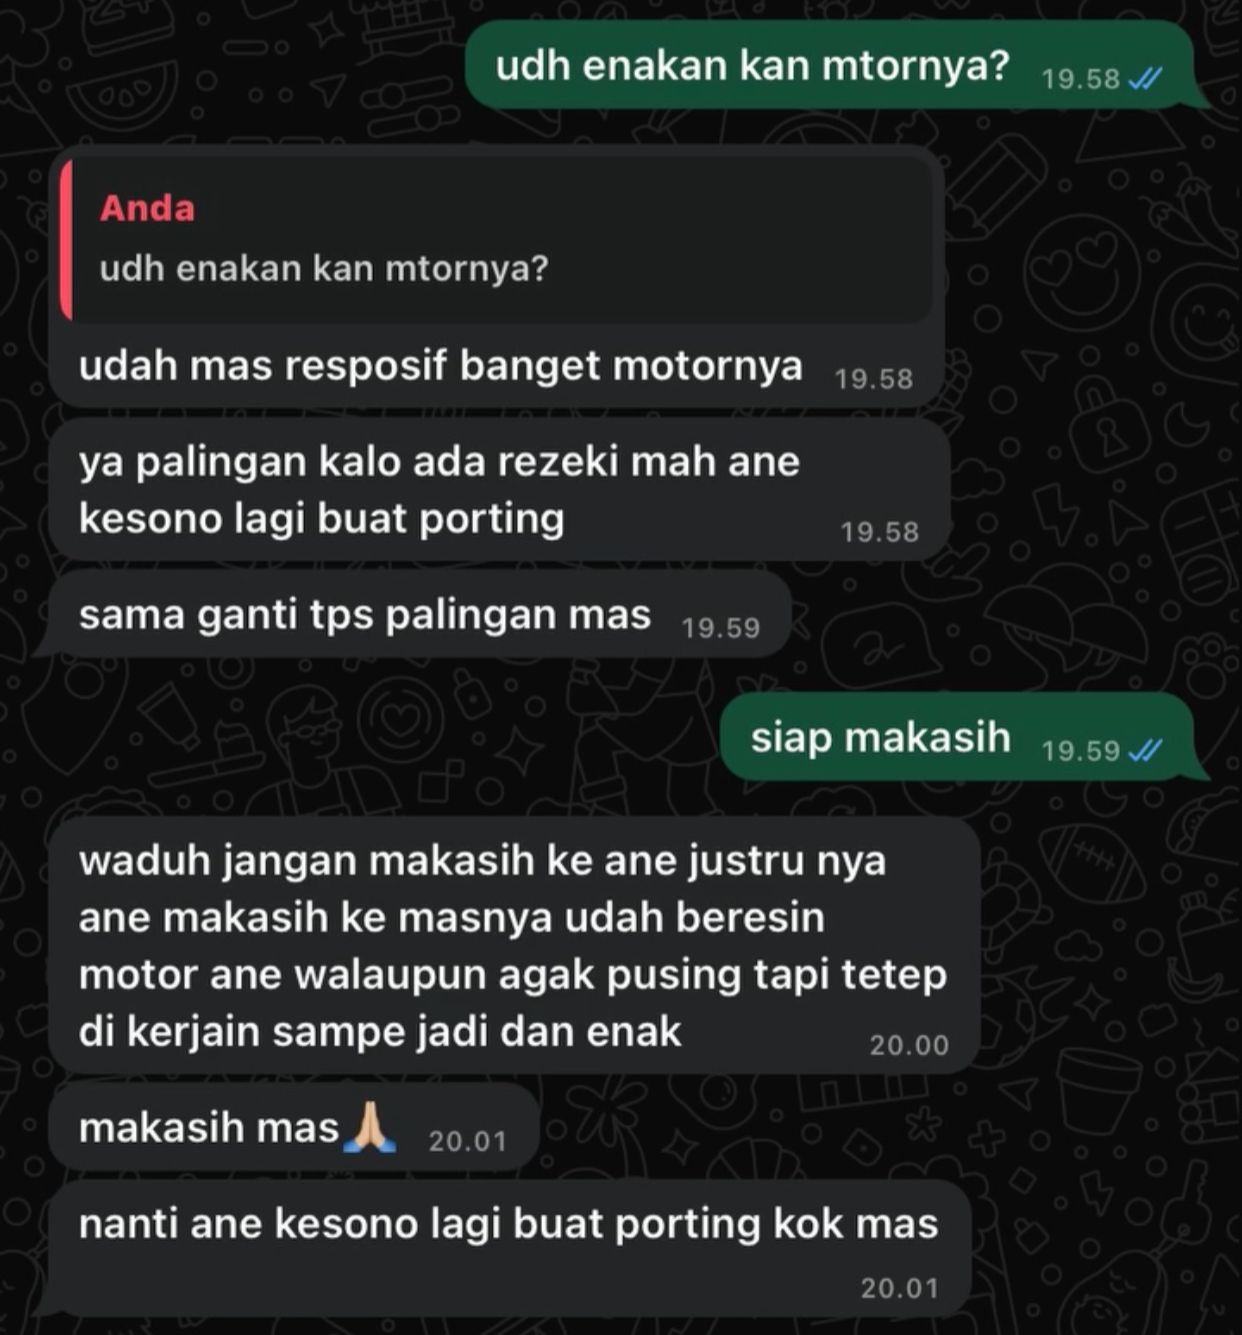 udh enakan kan mtornya? 19.58
Anda
udh enakan kan mtornya?
udah mas resposif banget motornya 19.58
ya palingan kalo ada rezeki mah ane
kesono lagi buat porting 19.58
sama ganti tps palingan mas 19.59
siap makasih 19.59
waduh jangan makasih ke ane justru nya
ane makasih ke masnya udah beresin
motor ane walaupun agak pusing tapi tetep
di kerjain sampe jadi dan enak 20.00
makasih mas🙏🏼 20.01
nanti ane kesono lagi buat porting kok mas
20.01